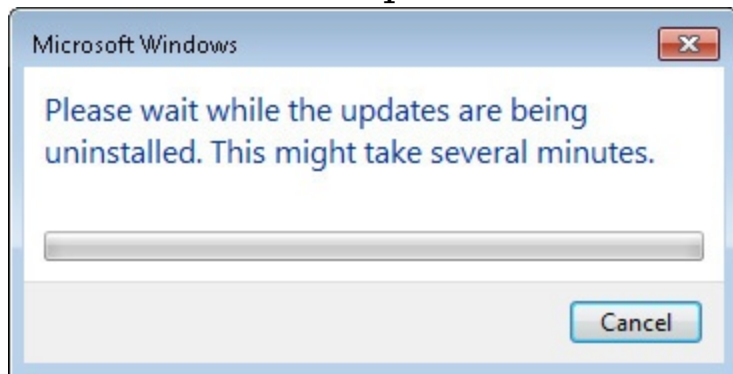 Microsoft Windows
Please wait while the updates are being
uninstalled. This might take several minutes.
Cancel